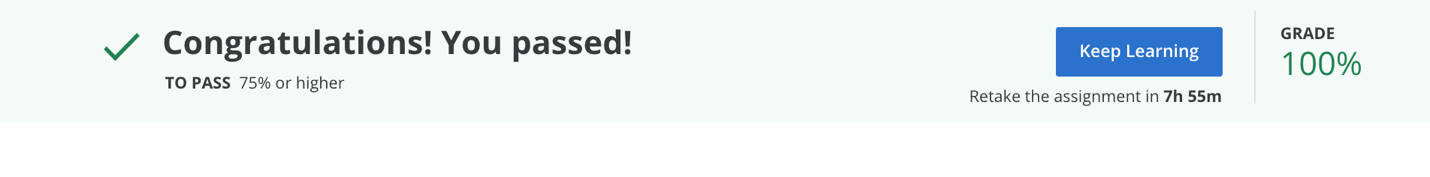 Congratulations! You passed!
TO PASS 75% or higher
Keep Learning
Retake the assignment in 7h 55m
GRADE
100%